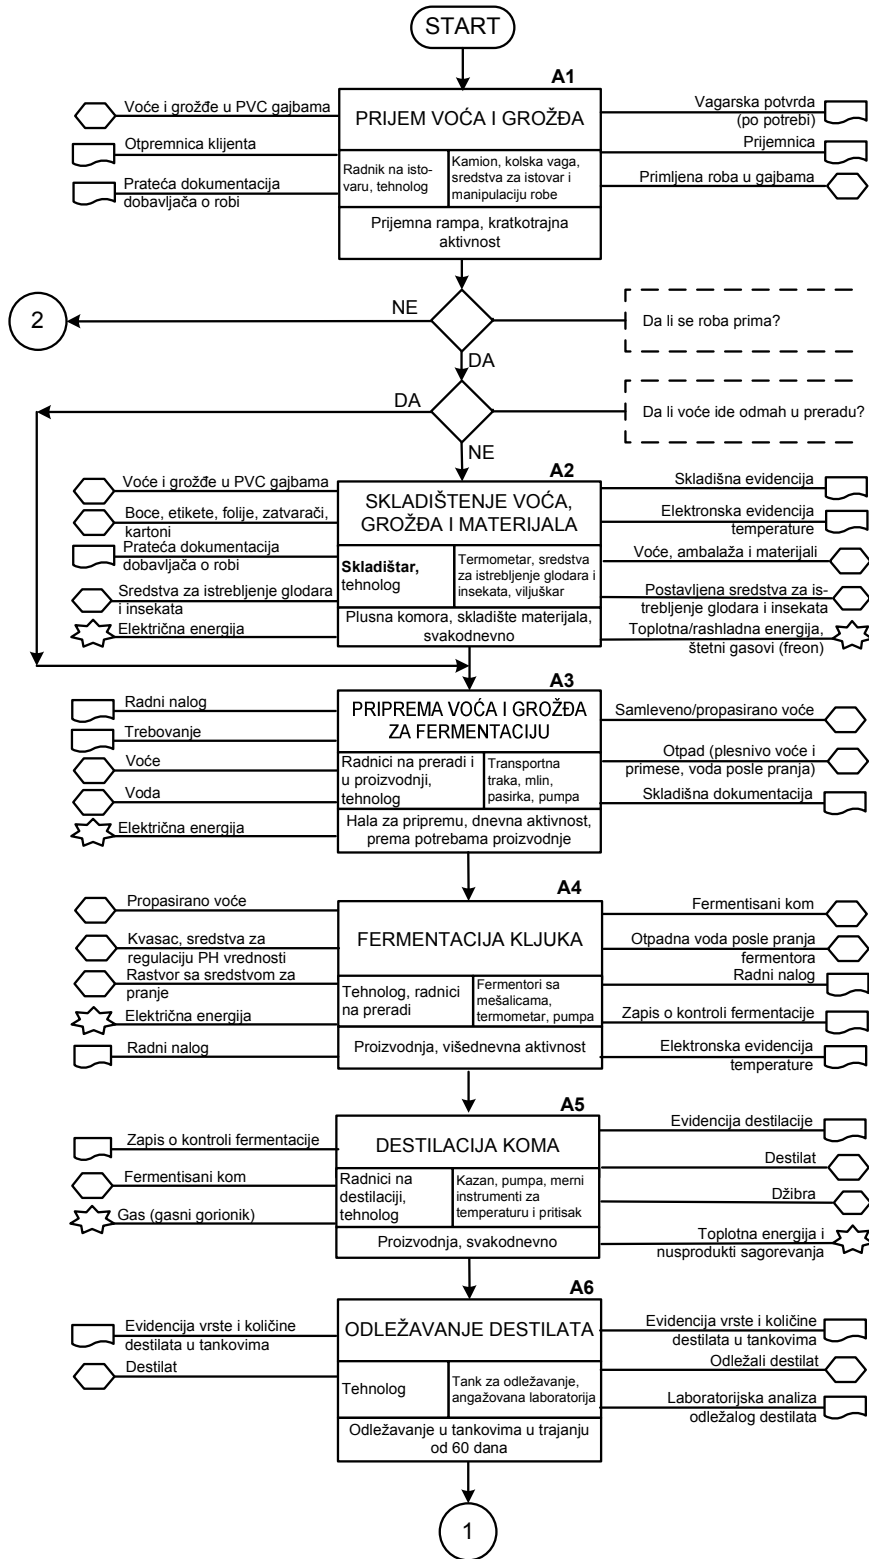 START
A1
Voće i grožđe u PVC gajbama
Otpremnica klijenta
Prateća dokumentacija
dobavljača o robi
PRIJEM VOĆA I GROŽĐA
Radnik na isto-
varu, tehnolog
Kamion, kolska vaga,
sredstva za istovar i
manipulaciju robe
Prijemna rampa, kratkotrajna
aktivnost
Vagarska potvrda
(po potrebi)
Prijemnica
Primljena roba u gajbama
2
NE
Da li se roba prima?
DA
DA
Da li voće ide odmah u preradu?
NE
A2
Voće i grožđe u PVC gajbama
Boce, etikete, folije, zatvarači,
kartoni
Prateća dokumentacija
dobavljača o robi
Sredstva za istrebljenje glodara
i insekata
Električna energija
SKLADIŠTENJE VOĆA,
GROŽĐA I MATERIJALA
Skladištar,
tehnolog
Termometar, sredstva
za istrebljenje glodara i
insekata, viljuškar
Plusna komora, skladište materijala,
svakodnevno
Skladišna evidencija
Elektronska evidencija
temperature
Voće, ambalaža i materijali
Postavljena sredstva za is-
trebljenje glodara i insekata
Toplotna/rashladna energija,
štetni gasovi (freon)
A3
Radni nalog
Trebovanje
Voće
Voda
Električna energija
PRIPREMA VOĆA I GROŽĐA
ZA FERMENTACIJU
Radnici na preradi i
u proizvodnji,
tehnolog
Transportna
traka, mlin,
pasirka, pumpa
Hala za pripremu, dnevna aktivnost,
prema potrebama proizvodnje
Samleveno/propasirano voće
Otpad (plesnivo voće i
primese, voda posle pranja)
Skladišna dokumentacija
A4
Propasirano voće
Kvasac, sredstva za
regulaciju PH vrednosti
Rastvor sa sredstvom za
pranje
Električna energija
Radni nalog
FERMENTACIJA KLJUKA
Tehnolog, radnici
na preradi
Fermentori sa
mešalicama,
termometar, pumpa
Proizvodnja, višednevna aktivnost
Fermentisani kom
Otpadna voda posle pranja
fermentora
Radni nalog
Zapis o kontroli fermentacije
Elektronska evidencija
temperature
A5
Zapis o kontroli fermentacije
Fermentisani kom
Gas (gasni gorionik)
DESTILACIJA KOMA
Radnici na
destilaciji,
tehnolog
Kazan, pumpa, merni
instrumenti za
temperaturu i pritisak
Proizvodnja, svakodnevno
Evidencija destilacije
Destilat
Džibra
Toplotna energija i
nusprodukti sagorevanja
A6
Evidencija vrste i količine
destilata u tankovima
Destilat
ODLEŽAVANJE DESTILATA
Tehnolog
Tank za odležavanje,
angažovana laboratorija
Odležavanje u tankovima u trajanju
od 60 dana
Evidencija vrste i količine
destilata u tankovima
Odležali destilat
Laboratorijska analiza
odležalog destilata
1